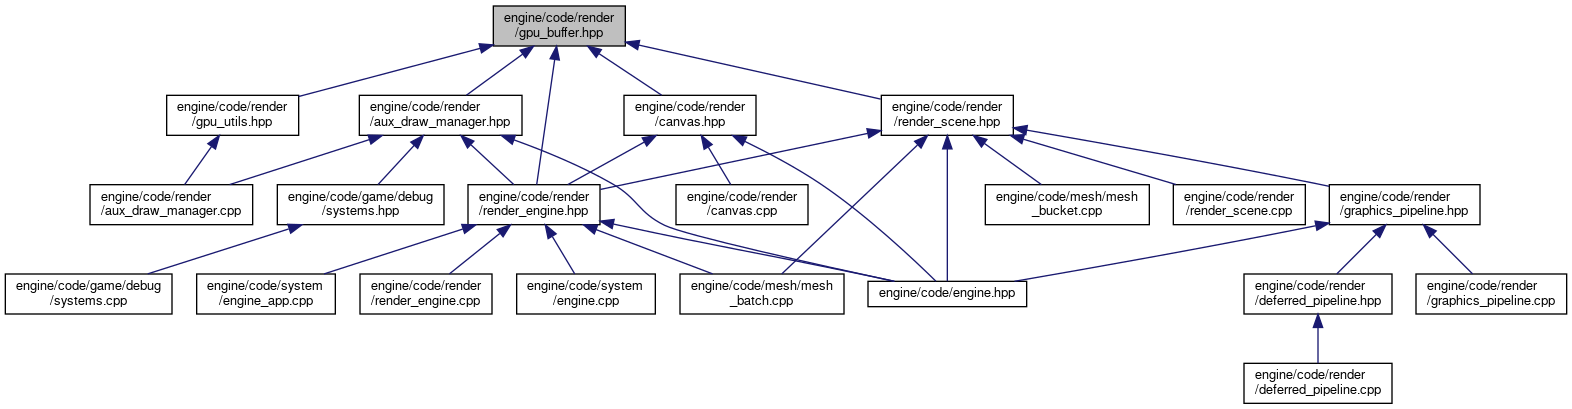 engine/code/render
/gpu_buffer.hpp
engine/code/render
/gpu_utils.hpp
engine/code/render
/aux_draw_manager.hpp
engine/code/render
/canvas.hpp
engine/code/render
/render_scene.hpp
engine/code/render
/aux_draw_manager.cpp
engine/code/game/debug
/systems.hpp
engine/code/render
/render_engine.hpp
engine/code/render
/canvas.cpp
engine/code/mesh/mesh
_bucket.cpp
engine/code/render
/render_scene.cpp
engine/code/render
/graphics_pipeline.hpp
engine/code/game/debug
/systems.cpp
engine/code/system
/engine_app.cpp
engine/code/render
/render_engine.cpp
engine/code/system
/engine.cpp
engine/code/mesh/mesh
_batch.cpp
engine/code/engine.hpp
engine/code/render
/deferred_pipeline.hpp
engine/code/render
/graphics_pipeline.cpp
engine/code/render
/deferred_pipeline.cpp